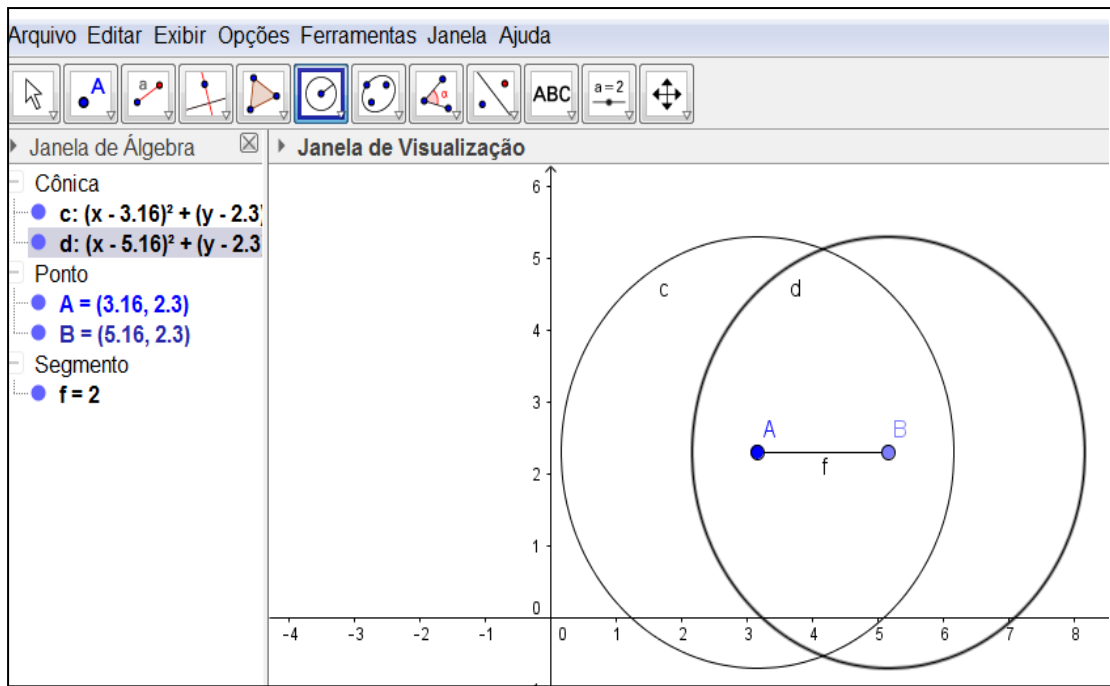 Arquivo Editar Exibir Opções Ferramentas Janela Ajuda
A a α ABC a=2
Janela de Álgebra
Janela de Visualização
Cônica
c: (x - 3.16)² + (y - 2.3)
d: (x - 5.16)² + (y - 2.3
Ponto
A = (3.16, 2.3)
B = (5.16, 2.3)
Segmento
f = 2
6
5
c d
4
3
A B
f
2
1
0
-4 -3 -2 -1 0 1 2 3 4 5 6 7 8